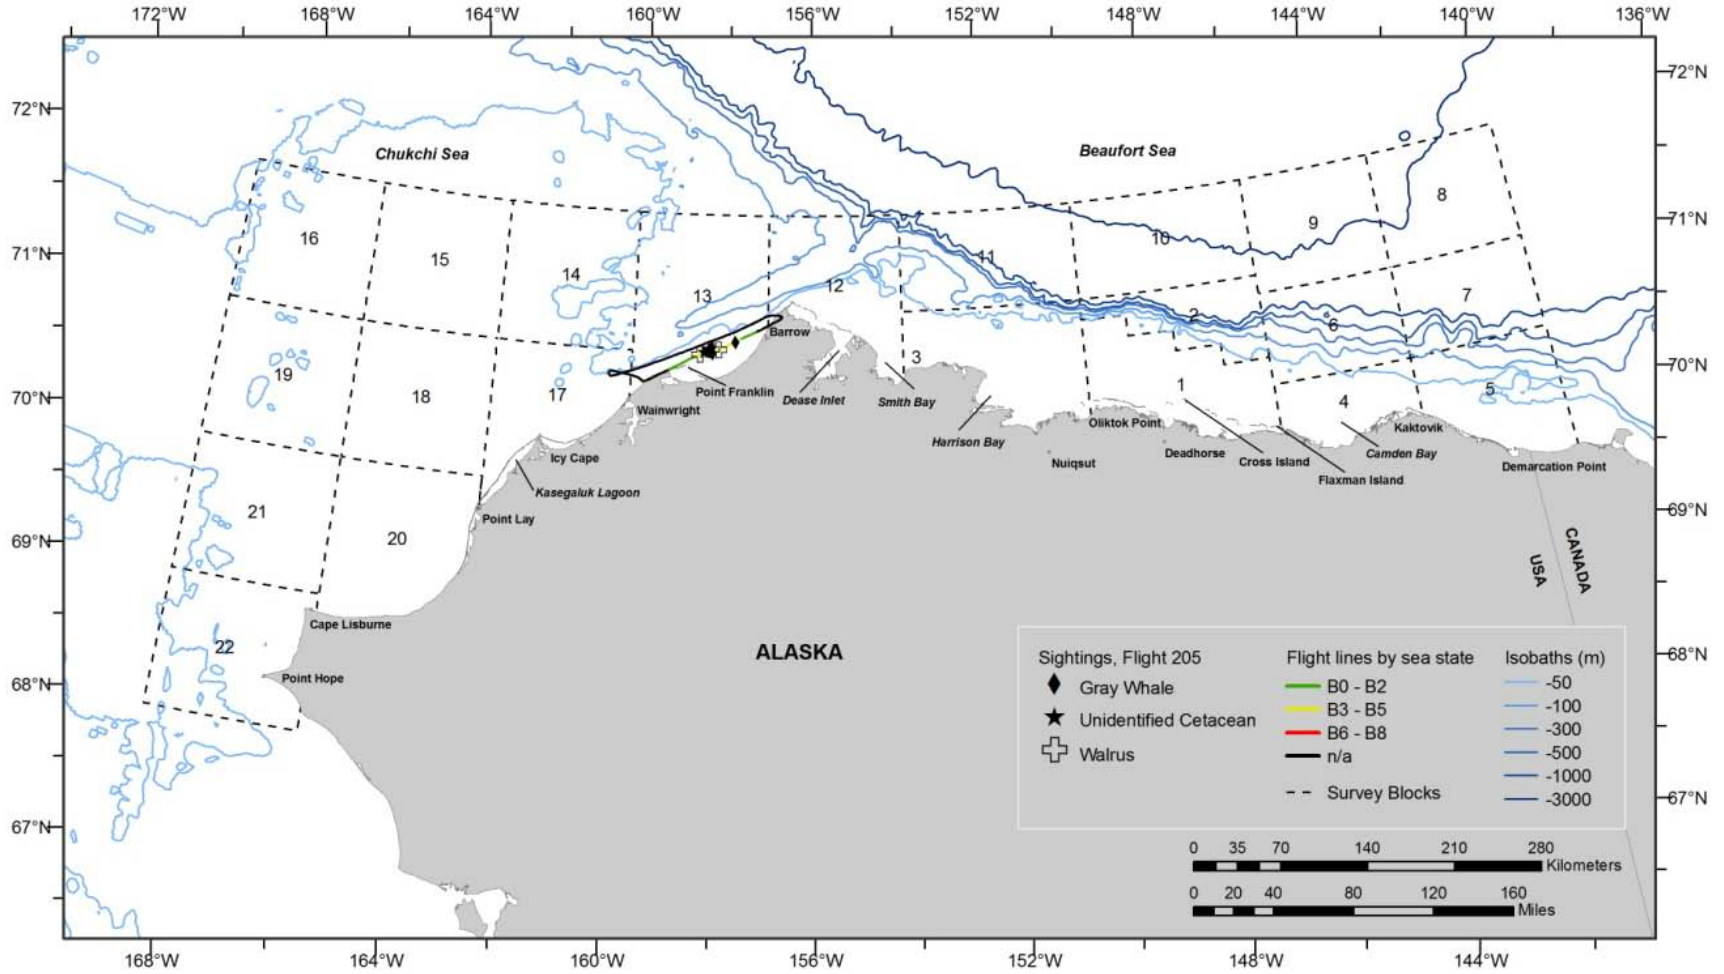 172°W 168°W 164°W 160°W 156°W 152°W 148°W 144°W 140°W 136°W
72°N 72°N
Chukchi Sea Beaufort Sea
8
9
16 15 10
71°N 71°N
11
14 13 12
7
2 6
Barrow
3
70°N
19 18 17
Point Franklin
Dease Inlet
Smith Bay
1 4 5
70°N
Wainwright
Harrison Bay
Oliktok Point
Kaktovik
Icy Cape
Nuiqsut
Deadhorse
Cross Island
Camden Bay
Flaxman Island
Demarcation Point
Kasegaluk Lagoon
21 20
Point Lay
69°N 69°N
USA
CANADA
Cape Lisburne
22
ALASKA
68°N 68°N
Point Hope
67°N 67°N
Sightings, Flight 205
Gray Whale
Unidentified Cetacean
Walrus
Flight lines by sea state
B0 - B2
B3 - B5
B6 - B8
n/a
Survey Blocks
Isobaths (m)
-50
-100
-300
-500
-1000
-3000
0 35 70 140 210 280
Kilometers
0 20 40 80 120 160
Miles
168°W 164°W 160°W 156°W 152°W 148°W 144°W 140°W